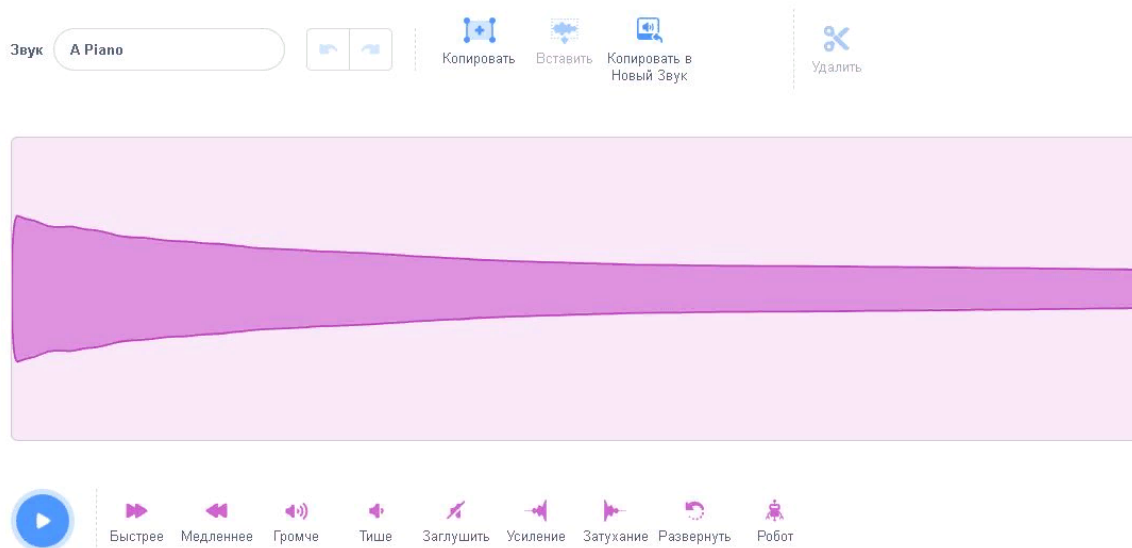 Звук A Piano
Копировать Вставить Копировать в
Новый Звук
Удалить
Быстрее Медленнее Громче Тише Заглушить Усиление Затухание Развернуть Робот